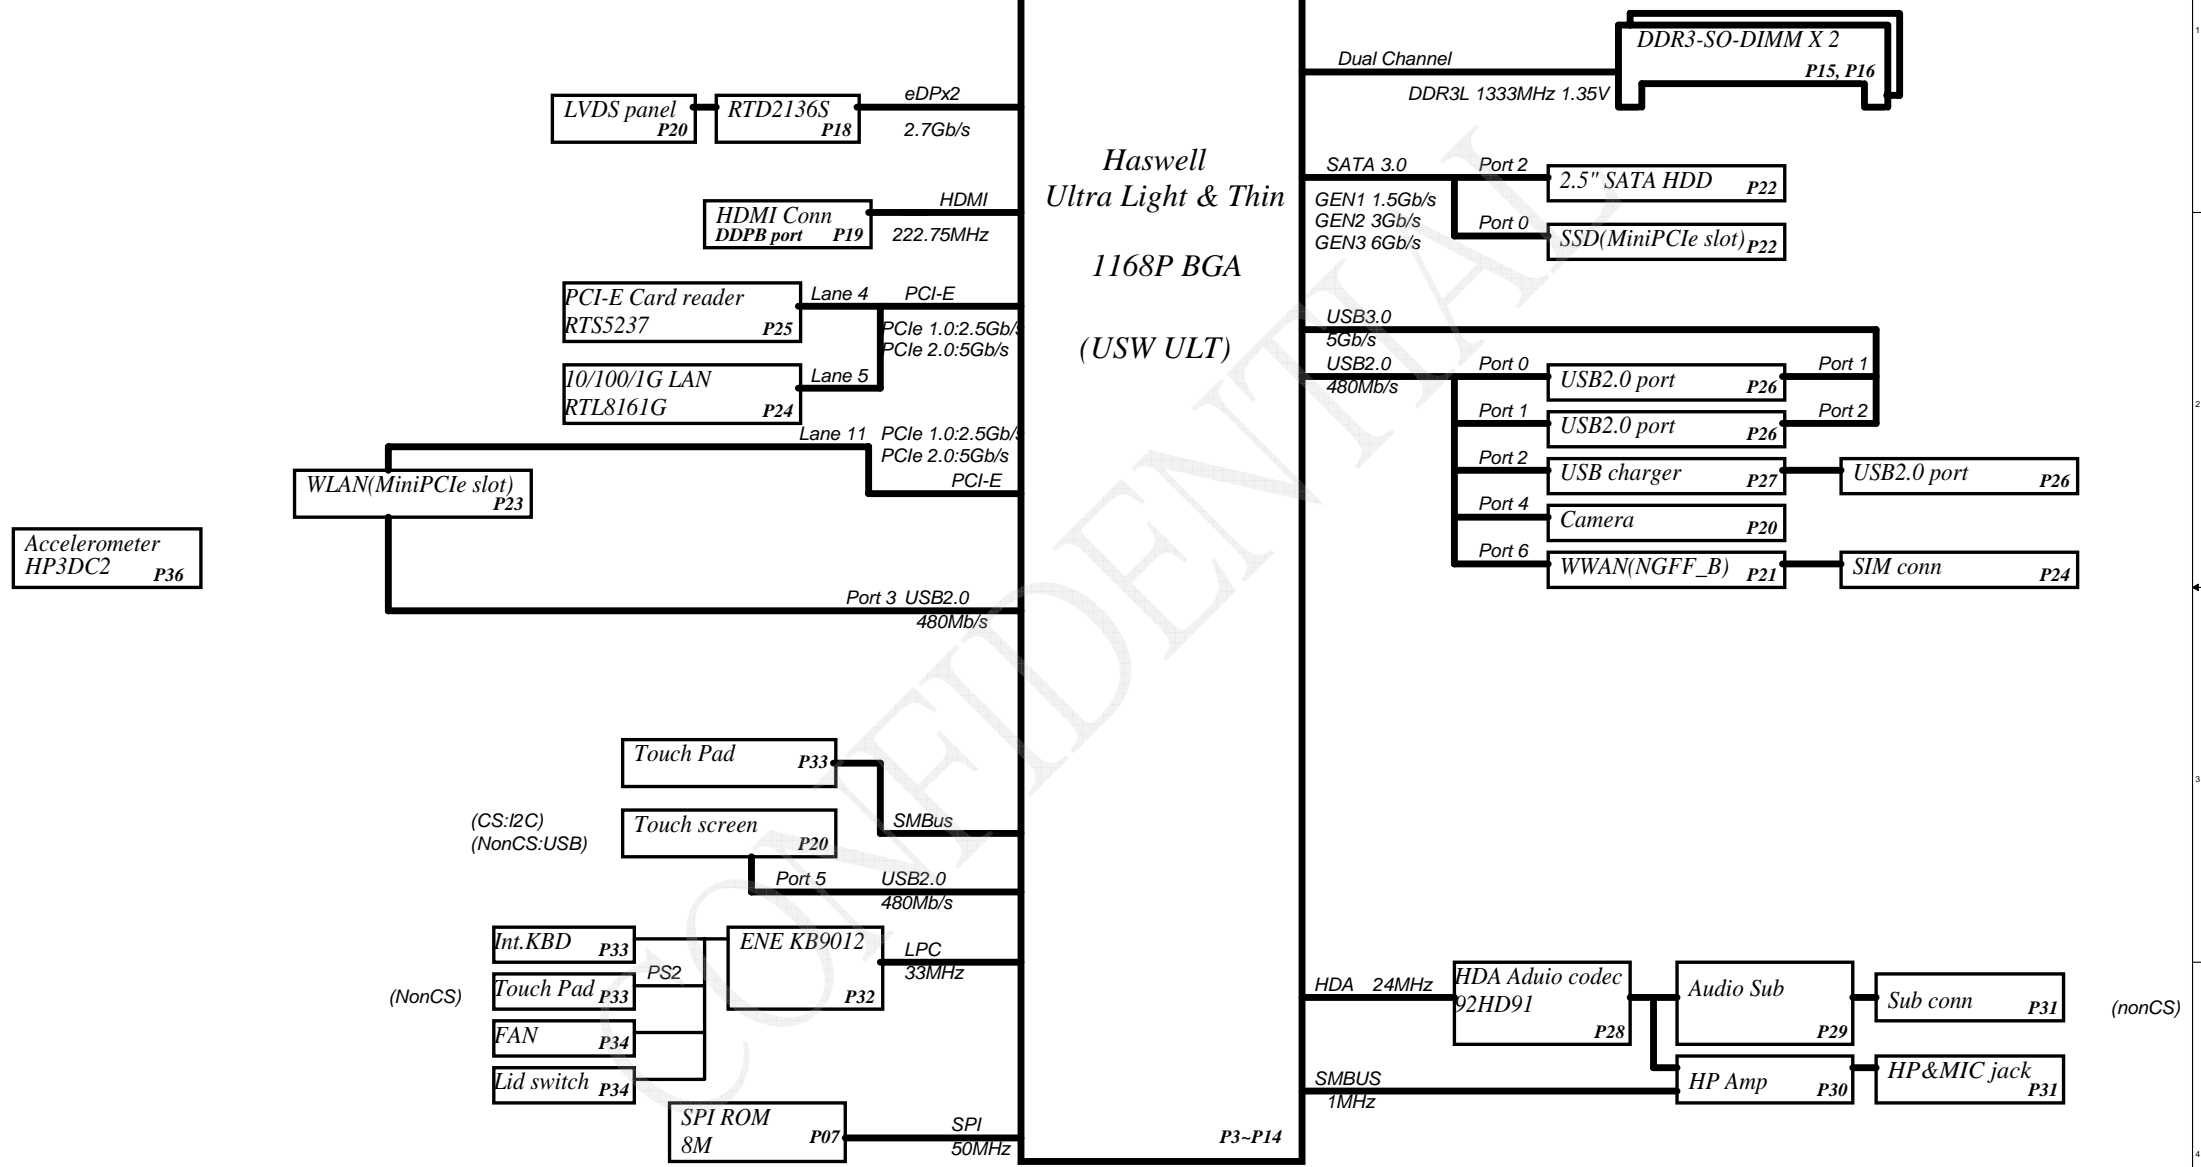 DDR3-SO-DIMM X 2
P15, P16
Dual Channel
DDR3L 1333MHz 1.35V
LVDS panel
P20
RTD2136S
P18
eDPx2
2.7Gb/s
HDMI Conn
DDPB port P19
HDMI
222.75MHz
PCI-E Card reader
RTS5237
P25
Lane 4
PCI-E
PCIe 1.0:2.5Gb/s
PCIe 2.0:5Gb/s
10/100/1G LAN
RTL8161G
P24
Lane 5
Lane 11
PCIe 1.0:2.5Gb/s
PCIe 2.0:5Gb/s
PCI-E
WLAN(MiniPCIe slot)
P23
Accelerometer
HP3DC2
P36
Port 3 USB2.0
480Mb/s
Touch Pad
P33
SMBus
(CS:I2C)
(NonCS:USB)
Touch screen
P20
Port 5
USB2.0
480Mb/s
Int.KBD
P33
PS2
(NonCS)
Touch Pad
P33
FAN
P34
Lid switch
P34
ENE KB9012
P32
LPC
33MHz
SPI ROM
8M
P07
SPI
50MHz
Haswell
Ultra Light & Thin
1168P BGA
(USW ULT)
P3~P14
SATA 3.0
GEN1 1.5Gb/s
GEN2 3Gb/s
GEN3 6Gb/s
Port 2
2.5" SATA HDD
P22
Port 0
SSD(MiniPCIe slot)
P22
USB3.0
5Gb/s
USB2.0
480Mb/s
Port 0
USB2.0 port
P26
Port 1
Port 1
USB2.0 port
P26
Port 2
Port 2
USB charger
P27
USB2.0 port
P26
Port 4
Camera
P20
Port 6
WWAN(NGFF_B)
P21
SIM conn
P24
HDA 24MHz
HDA Aduio codec
92HD91
P28
Audio Sub
P29
Sub conn
P31
(nonCS)
SMBUS
1MHz
HP Amp
P30
HP&MIC jack
P31
CONFIDENTIAL
1
2
3
4